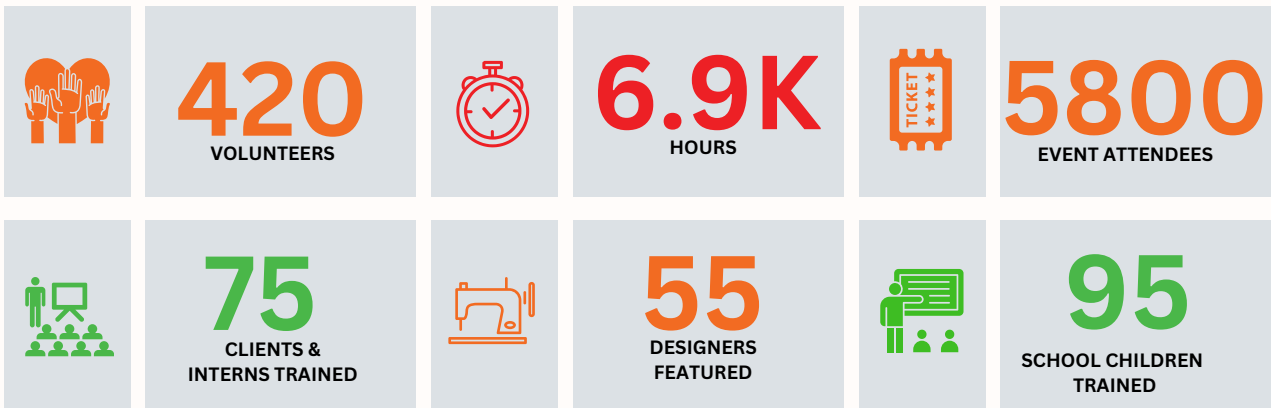 420
VOLUNTEERS
6.9K
HOURS
TICKET
5800
EVENT ATTENDEES
75
CLIENTS &
INTERNS TRAINED
55
DESIGNERS
FEATURED
95
SCHOOL CHILDREN
TRAINED